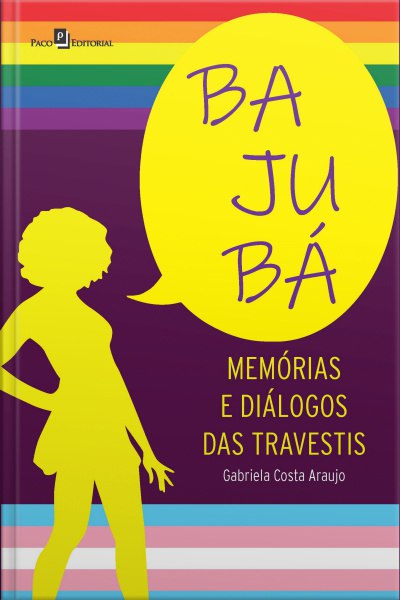 PACO EDITORIAL
BA
JU
BÁ
MEMÓRIAS
E DIÁLOGOS
DAS TRAVESTIS
Gabriela Costa Araujo